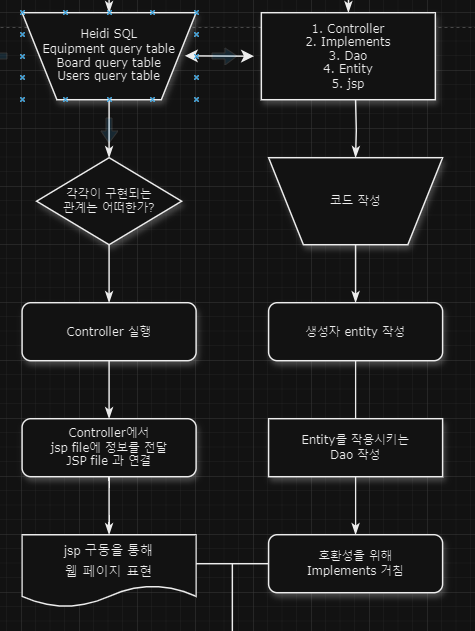 Heidi SQL
Equipment query table
Board query table
Users query table
1. Controller
2. Implements
3. Dao
4. Entity
5. jsp
각각이 구현되는
관계는 어떠한가?
코드 작성
Controller 실행
생성자 entity 작성
Controller에서
jsp file에 정보를 전달
JSP file 과 연결
Entity를 작용시키는
Dao 작성
jsp 구동을 통해
웹 페이지 표현
호환성을 위해
Implements 거침